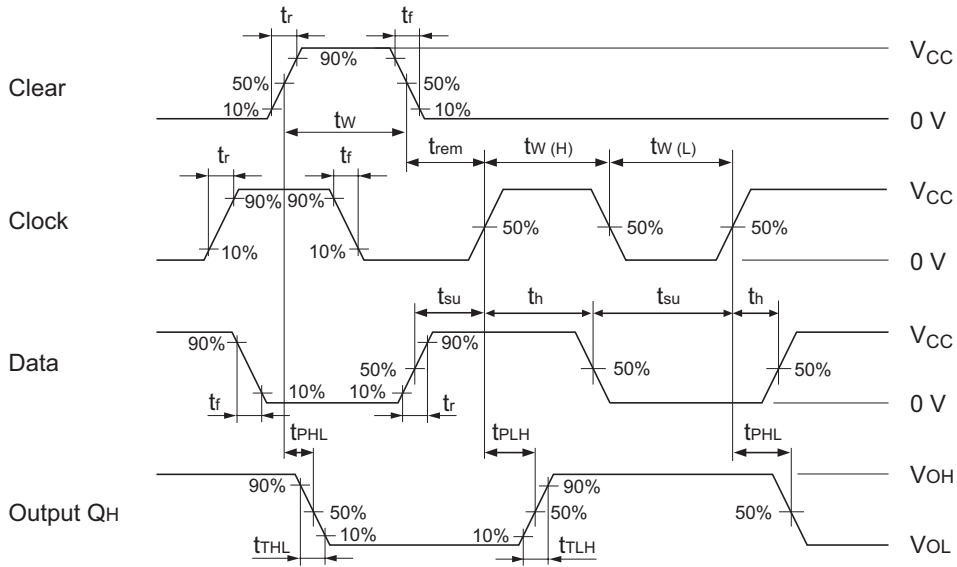 tr tf
90% VCC
Clear 50% 50%
10% 10%
tw 0 V
tr tf trem tw (H) tw (L)
90% 90% VCC
Clock 50% 50% 50%
10% 10%
0 V
tsu th tsu th
90% 90% VCC
Data 50% 50% 50%
10% 10%
tf tr 0 V
tPHL tPLH tPHL
90% 90% VOH
Output QH 50% 50% 50%
10% 10%
tTHL tTLH VOL